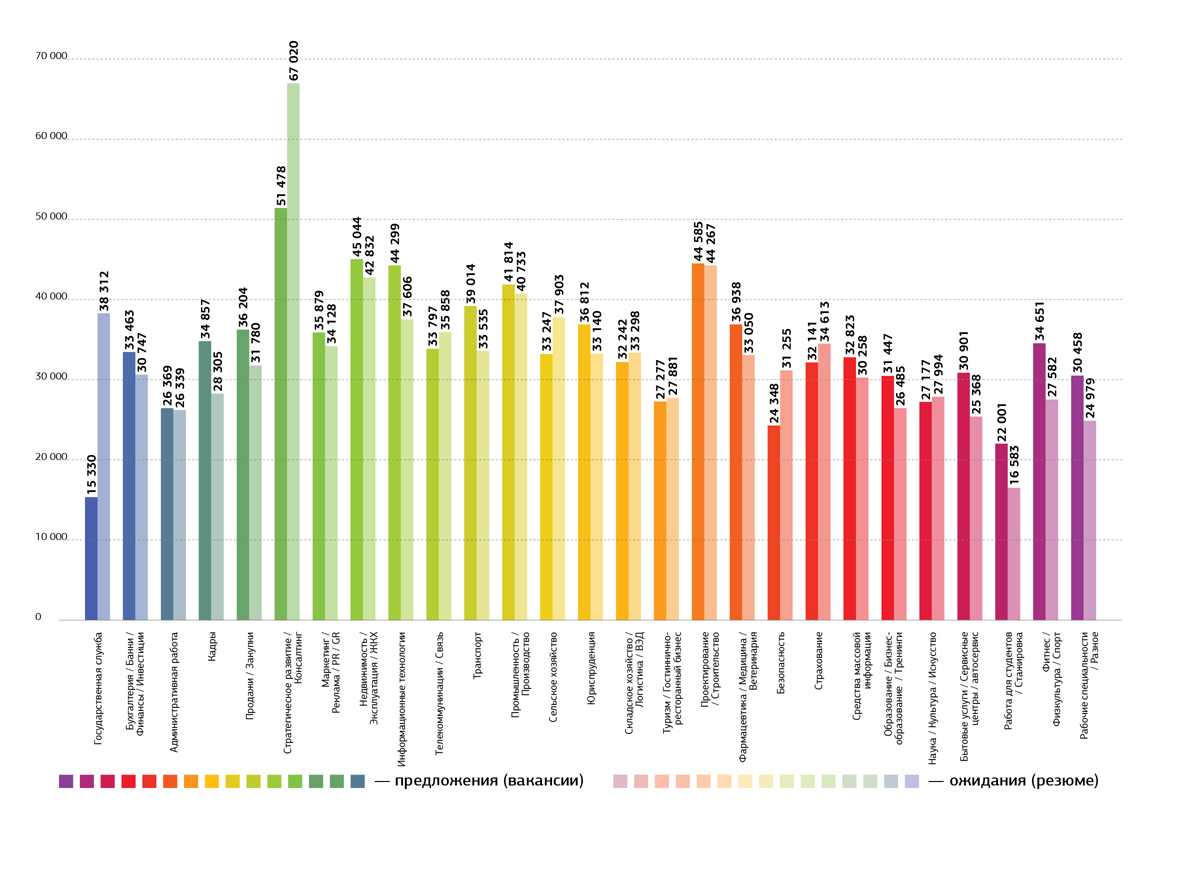 70 000
60 000
50 000
40 000
30 000
20 000
10 000
0
15 330
38 312
33 463
30 747
26 369
26 339
34 857
28 305
36 204
31 780
51 478
67 020
35 879
34 128
45 044
42 832
44 299
37 606
33 797
35 858
39 014
33 535
41 814
40 733
33 247
37 903
36 812
33 140
32 242
33 298
27 277
27 881
44 585
44 267
36 938
33 050
24 348
31 255
32 141
34 613
32 823
30 258
31 447
26 485
27 177
27 994
30 901
25 368
22 001
16 583
34 651
27 582
30 458
24 979
Государственная служба
Бухгалтерия / Банки /
Финансы / Инвестиции
Административная работа
Кадры
Продажи / Закупки
Стратегическое развитие /
Консалтинг
Маркетинг /
Реклама / PR / GR
Недвижимость /
Эксплуатация / ЖКХ
Информационные технологии
Телекоммуникации / Связь
Транспорт
Промышленность /
Производство
Сельское хозяйство
Юриспруденция
Складское хозяйство /
Логистика / ВЭД
Туризм / Гостинично-
ресторанный бизнес
Проектирование
/ Строительство
Фармацевтика / Медицина /
Ветеринария
Безопасность
Страхование
Средства массовой
информации
Образование / Бизнес-
образование / Тренинги
Наука / Культура / Искусство
Бытовые услуги / Сервисные
центры / автосервис
Работа для студентов
/ Стажировка
Фитнес /
Физкультура / Спорт
Рабочие специальности
/ Разное
— предложения (вакансии)
— ожидания (резюме)